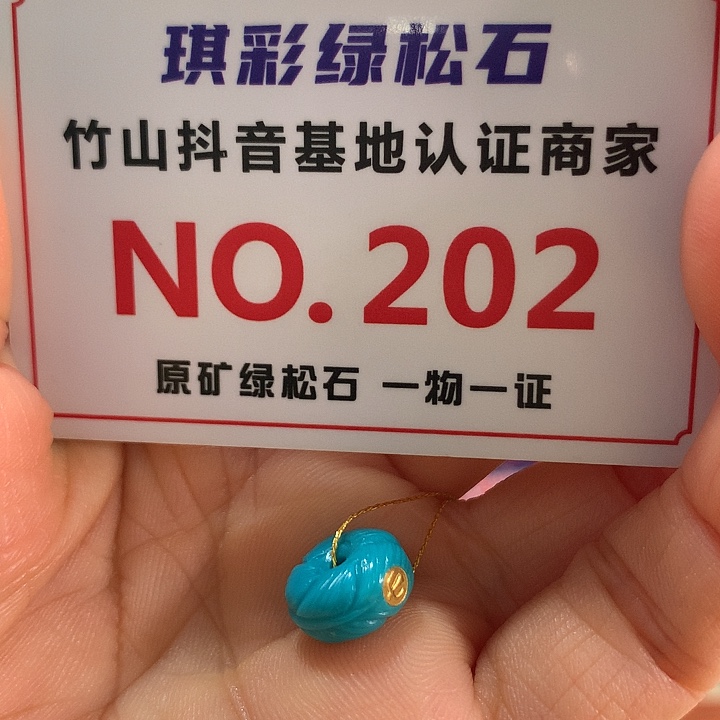 琪彩绿松石
竹山抖音基地认证商家
NO.202
原矿绿松石 一物一证